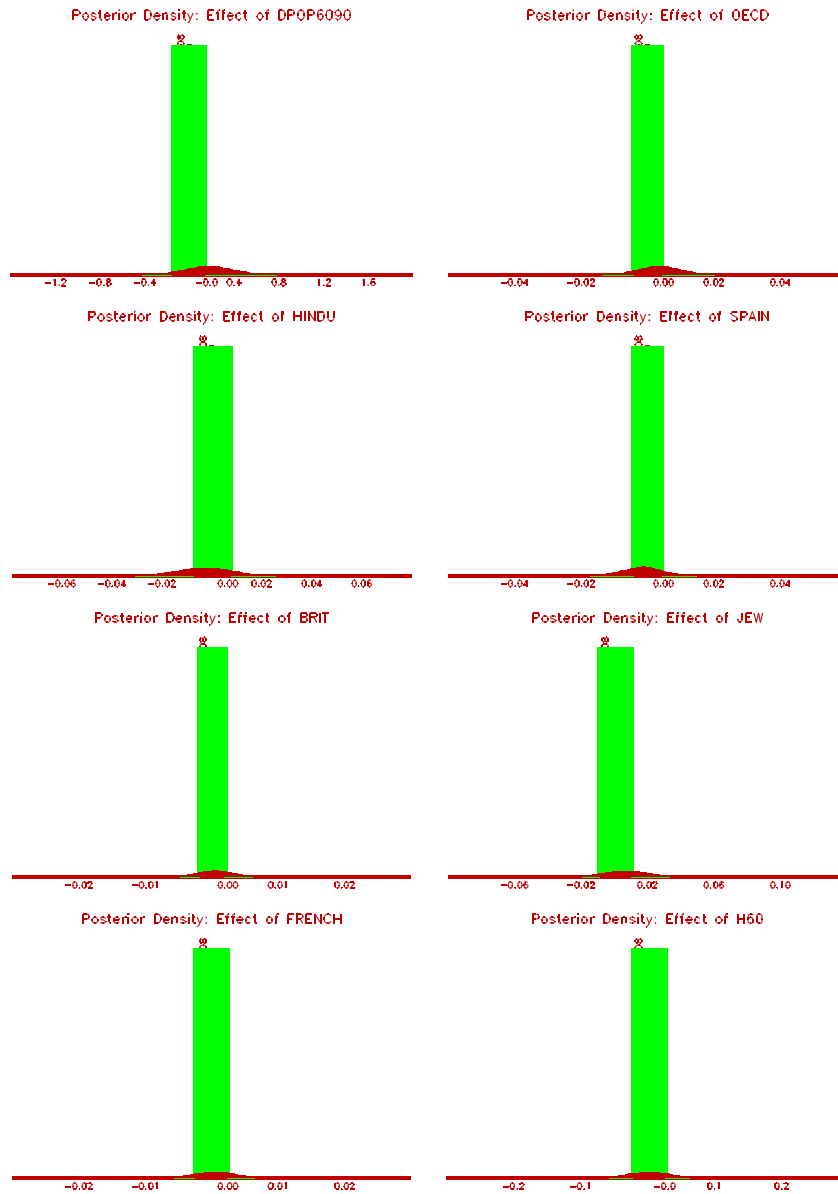 Posterior Density: Effect of DPOP6090
Posterior Density: Effect of OECD
-1.2 -0.8 -0.4 -0.0 0.4 0.8 1.2 1.6
-0.04 -0.02 0.00 0.02 0.04
Posterior Density: Effect of HINDU
Posterior Density: Effect of SPAIN
-0.06 -0.04 -0.02 0.02 0.04 0.06
-0.04 -0.02 0.00 0.02 0.04
Posterior Density: Effect of BRIT
Posterior Density: Effect of JEW
-0.02 -0.01 0.00 0.01 0.02
-0.06 -0.02 0.02 0.06 0.10
Posterior Density: Effect of FRENCH
Posterior Density: Effect of H60
-0.02 -0.01 0.00 0.01 0.02
-0.2 -0.1 -0.0 0.1 0.2